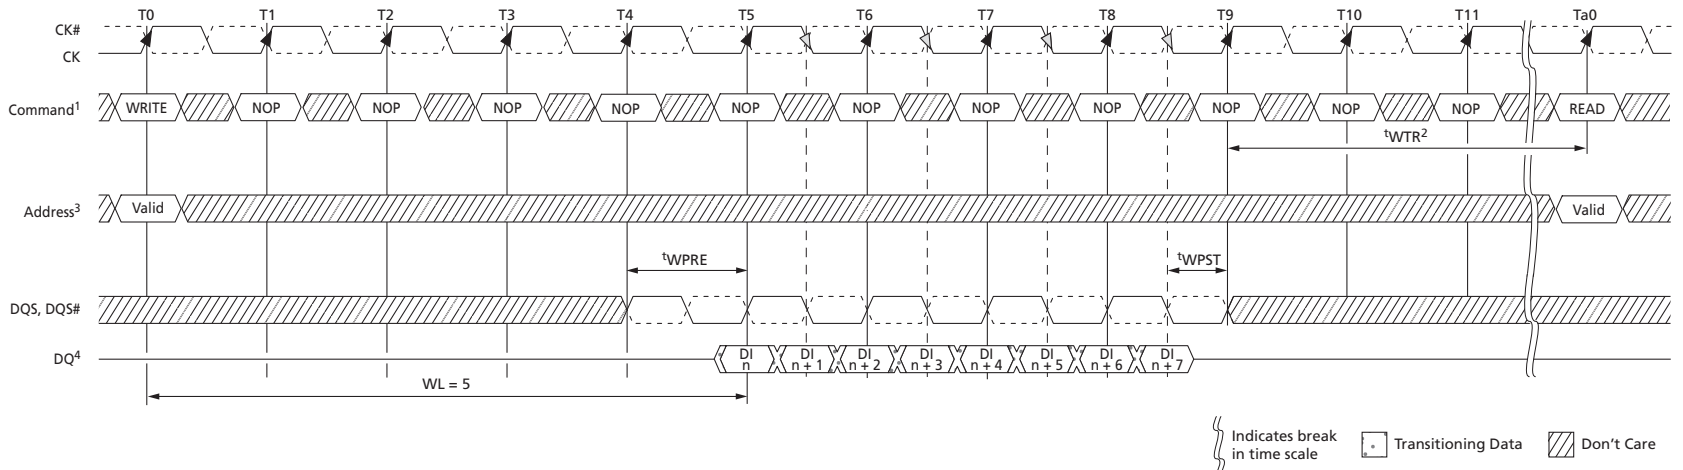 T0 T1 T2 T3 T4 T5 T6 T7 T8 T9 T10 T11 Ta0
CK#
CK
Command1 WRITE NOP NOP NOP NOP NOP NOP NOP NOP NOP NOP NOP READ
tWTR2
Address3 Valid Valid
tWPRE tWPST
DQS, DQS#
DQ4 DI n DI n + 1 DI n + 2 DI n + 3 DI n + 4 DI n + 5 DI n + 6 DI n + 7
WL = 5
Indicates break
in time scale
Transitioning Data
Don't Care